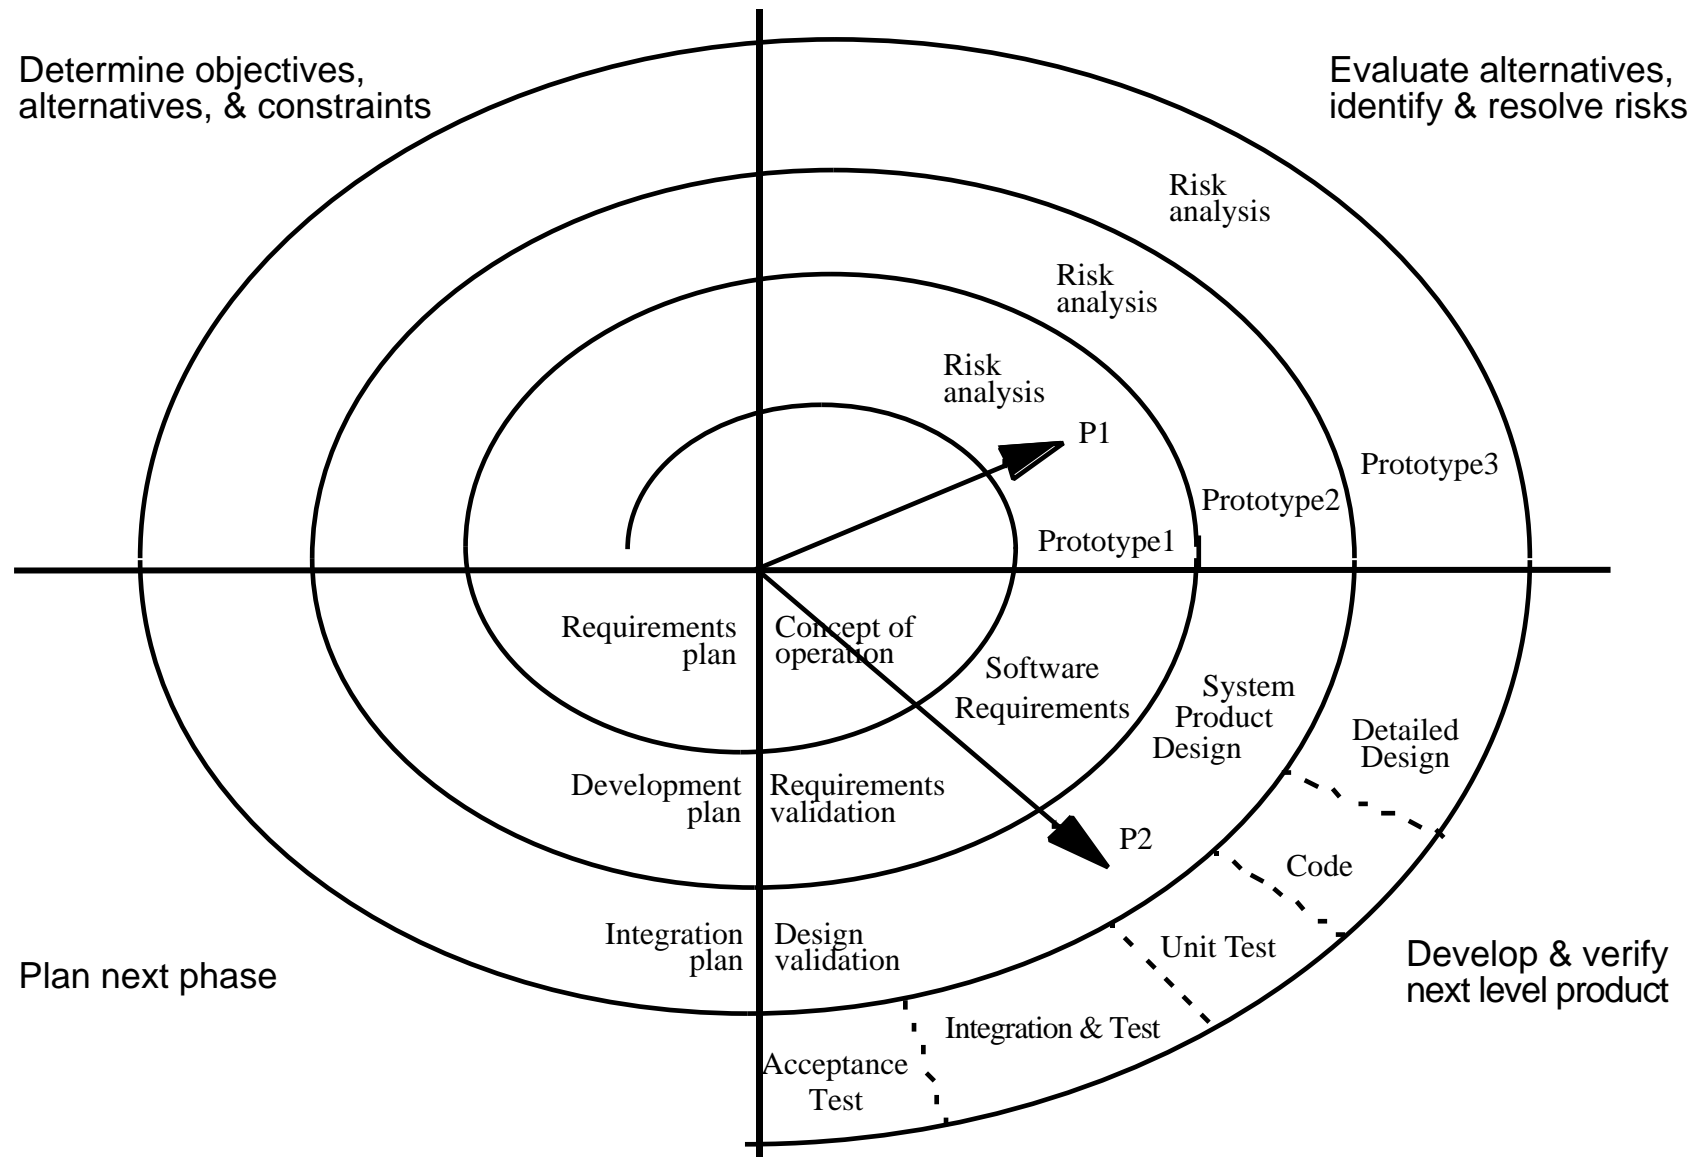 Determine objectives,
alternatives, & constraints
Evaluate alternatives,
identify & resolve risks
Risk
analysis
Risk
analysis
Risk
analysis
P1
Prototype3
Prototype2
Prototype1
Requirements
plan
Concept of
operation
Software
Requirements
System
Product
Design
Detailed
Design
Development
plan
Requirements
validation
P2
Code
Integration
plan
Design
validation
Unit Test
Plan next phase
Develop & verify
next level product
Integration & Test
Acceptance
Test